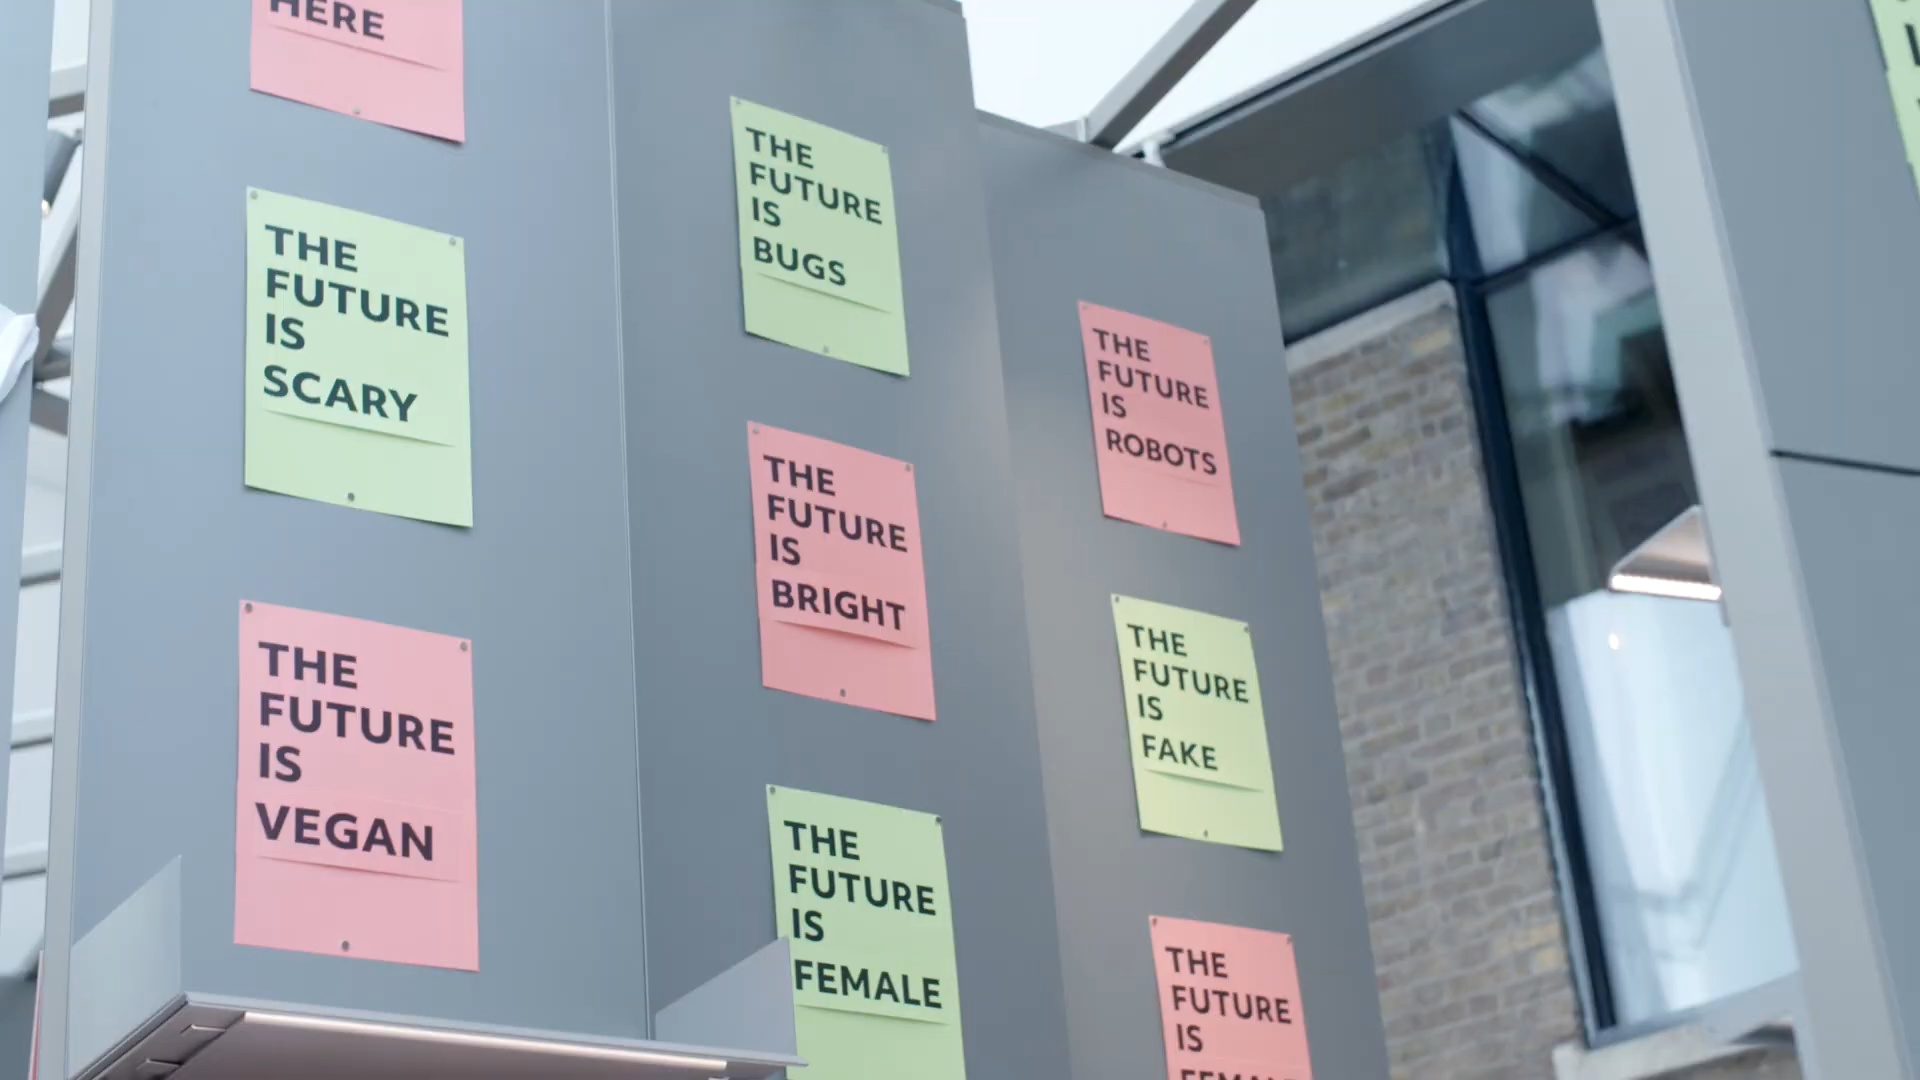 HERE
THE
FUTURE
IS
SCARY
THE
FUTURE
IS
VEGAN
THE
FUTURE
IS
BUGS
THE
FUTURE
IS
BRIGHT
THE
FUTURE
IS
FEMALE
THE
FUTURE
IS
ROBOTS
THE
FUTURE
IS
FAKE
THE
FUTURE
IS